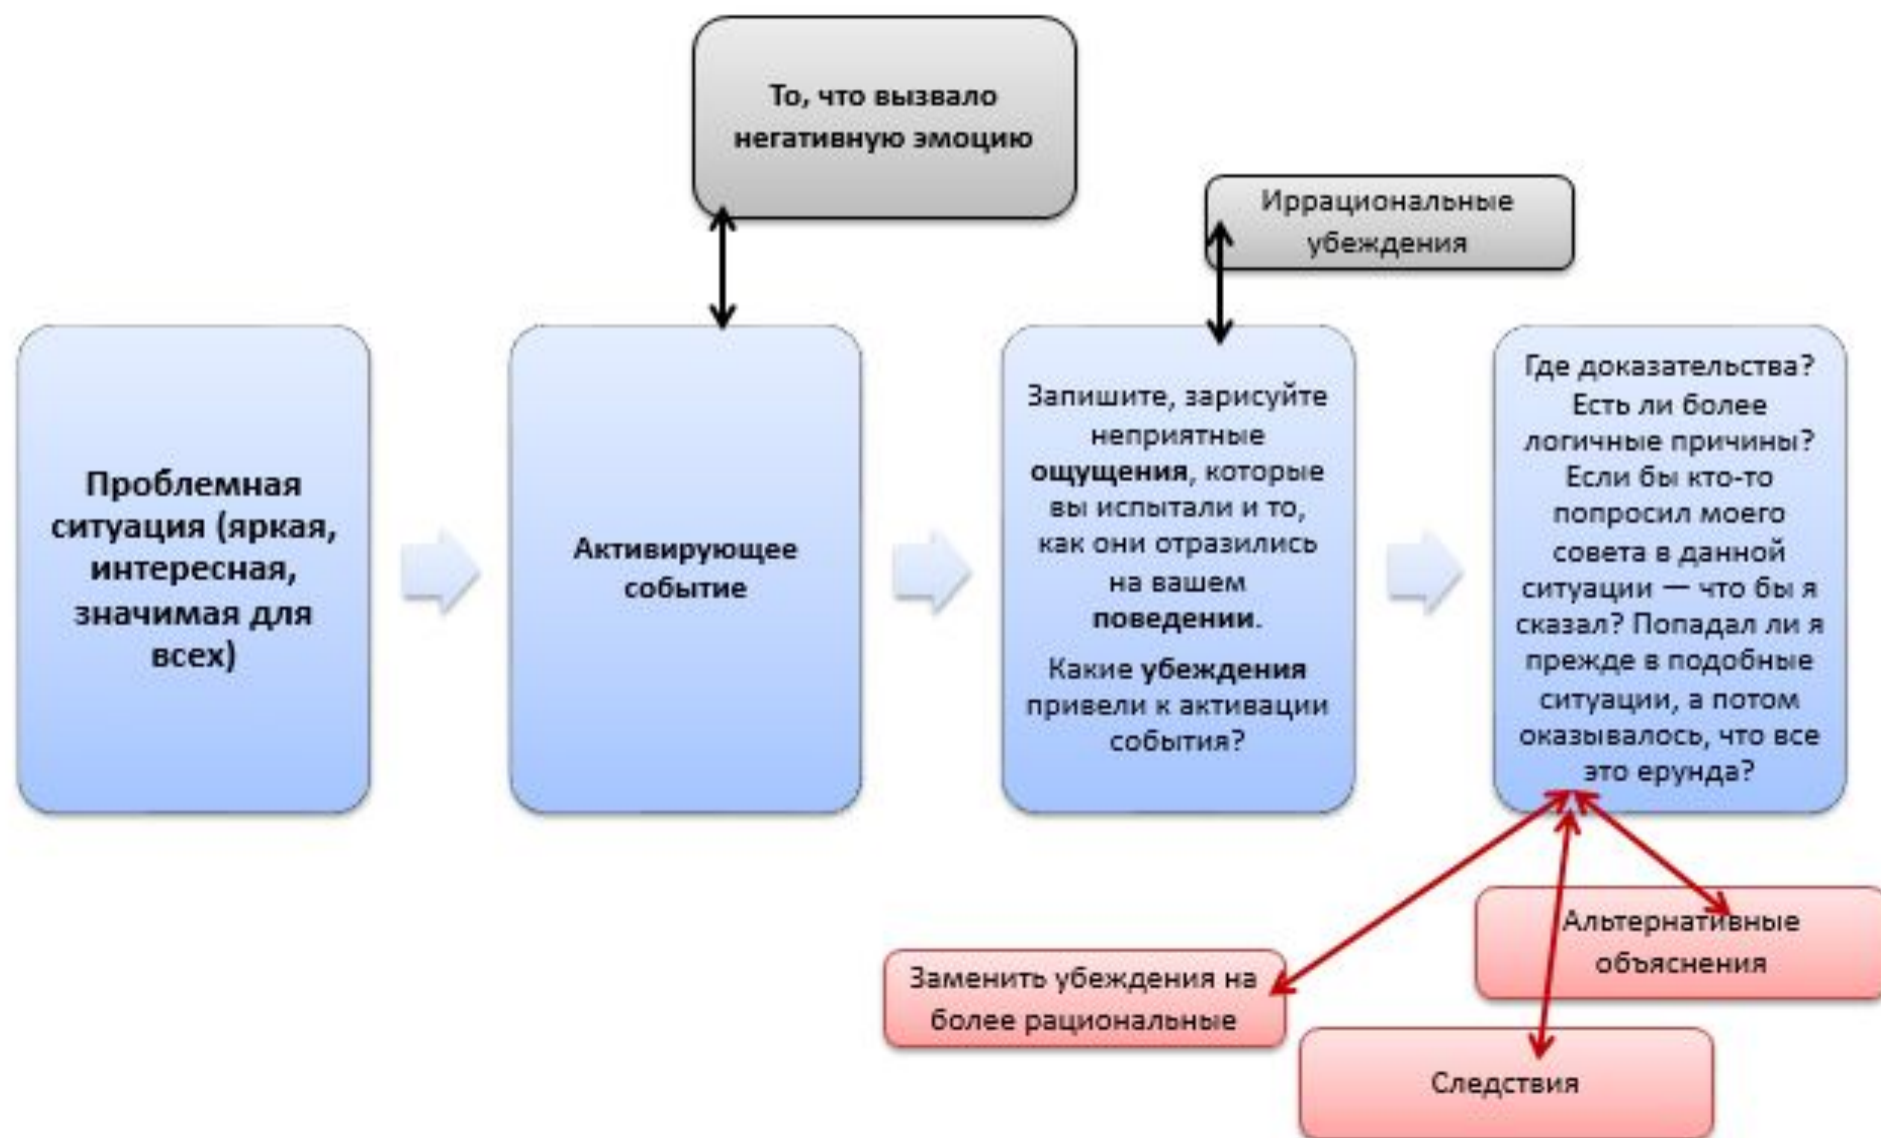 То, что вызвало
негативную эмоцию
Иррациональные
убеждения
Проблемная
ситуация (яркая,
интересная,
значимая для
всех)
Активирующее
событие
Запишите, зарисуйте
неприятные
ощущения, которые
вы испытали и то,
как они отразились
на вашем
поведении.
Какие убеждения
привели к активации
события?
Где доказательства?
Есть ли более
логичные причины?
Если бы кто-то
попросил моего
совета в данной
ситуации — что бы я
сказал? Попадал ли я
прежде в подобные
ситуации, а потом
оказывалось, что все
это ерунда?
Заменить убеждения на
более рациональные
Следствия
Альтернативные
объяснения